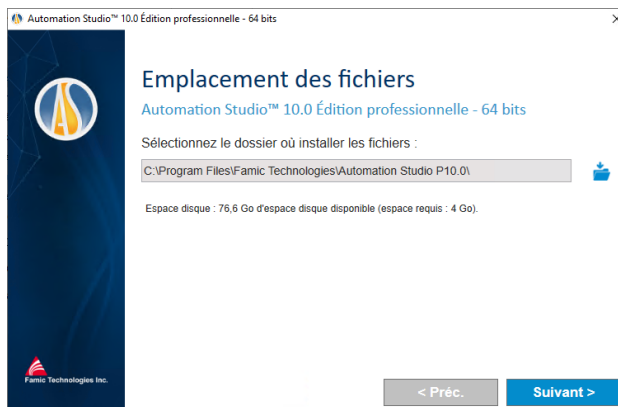 Automation Studio™ 10.0 Édition professionnelle - 64 bits
Emplacement des fichiers
Automation Studio™ 10.0 Édition professionnelle - 64 bits
Sélectionnez le dossier où installer les fichiers :
C:\Program Files\Famic Technologies\Automation Studio P10.0\
Espace disque : 76,6 Go d'espace disque disponible (espace requis : 4 Go).
Famic Technologies Inc.
< Préc.
Suivant >